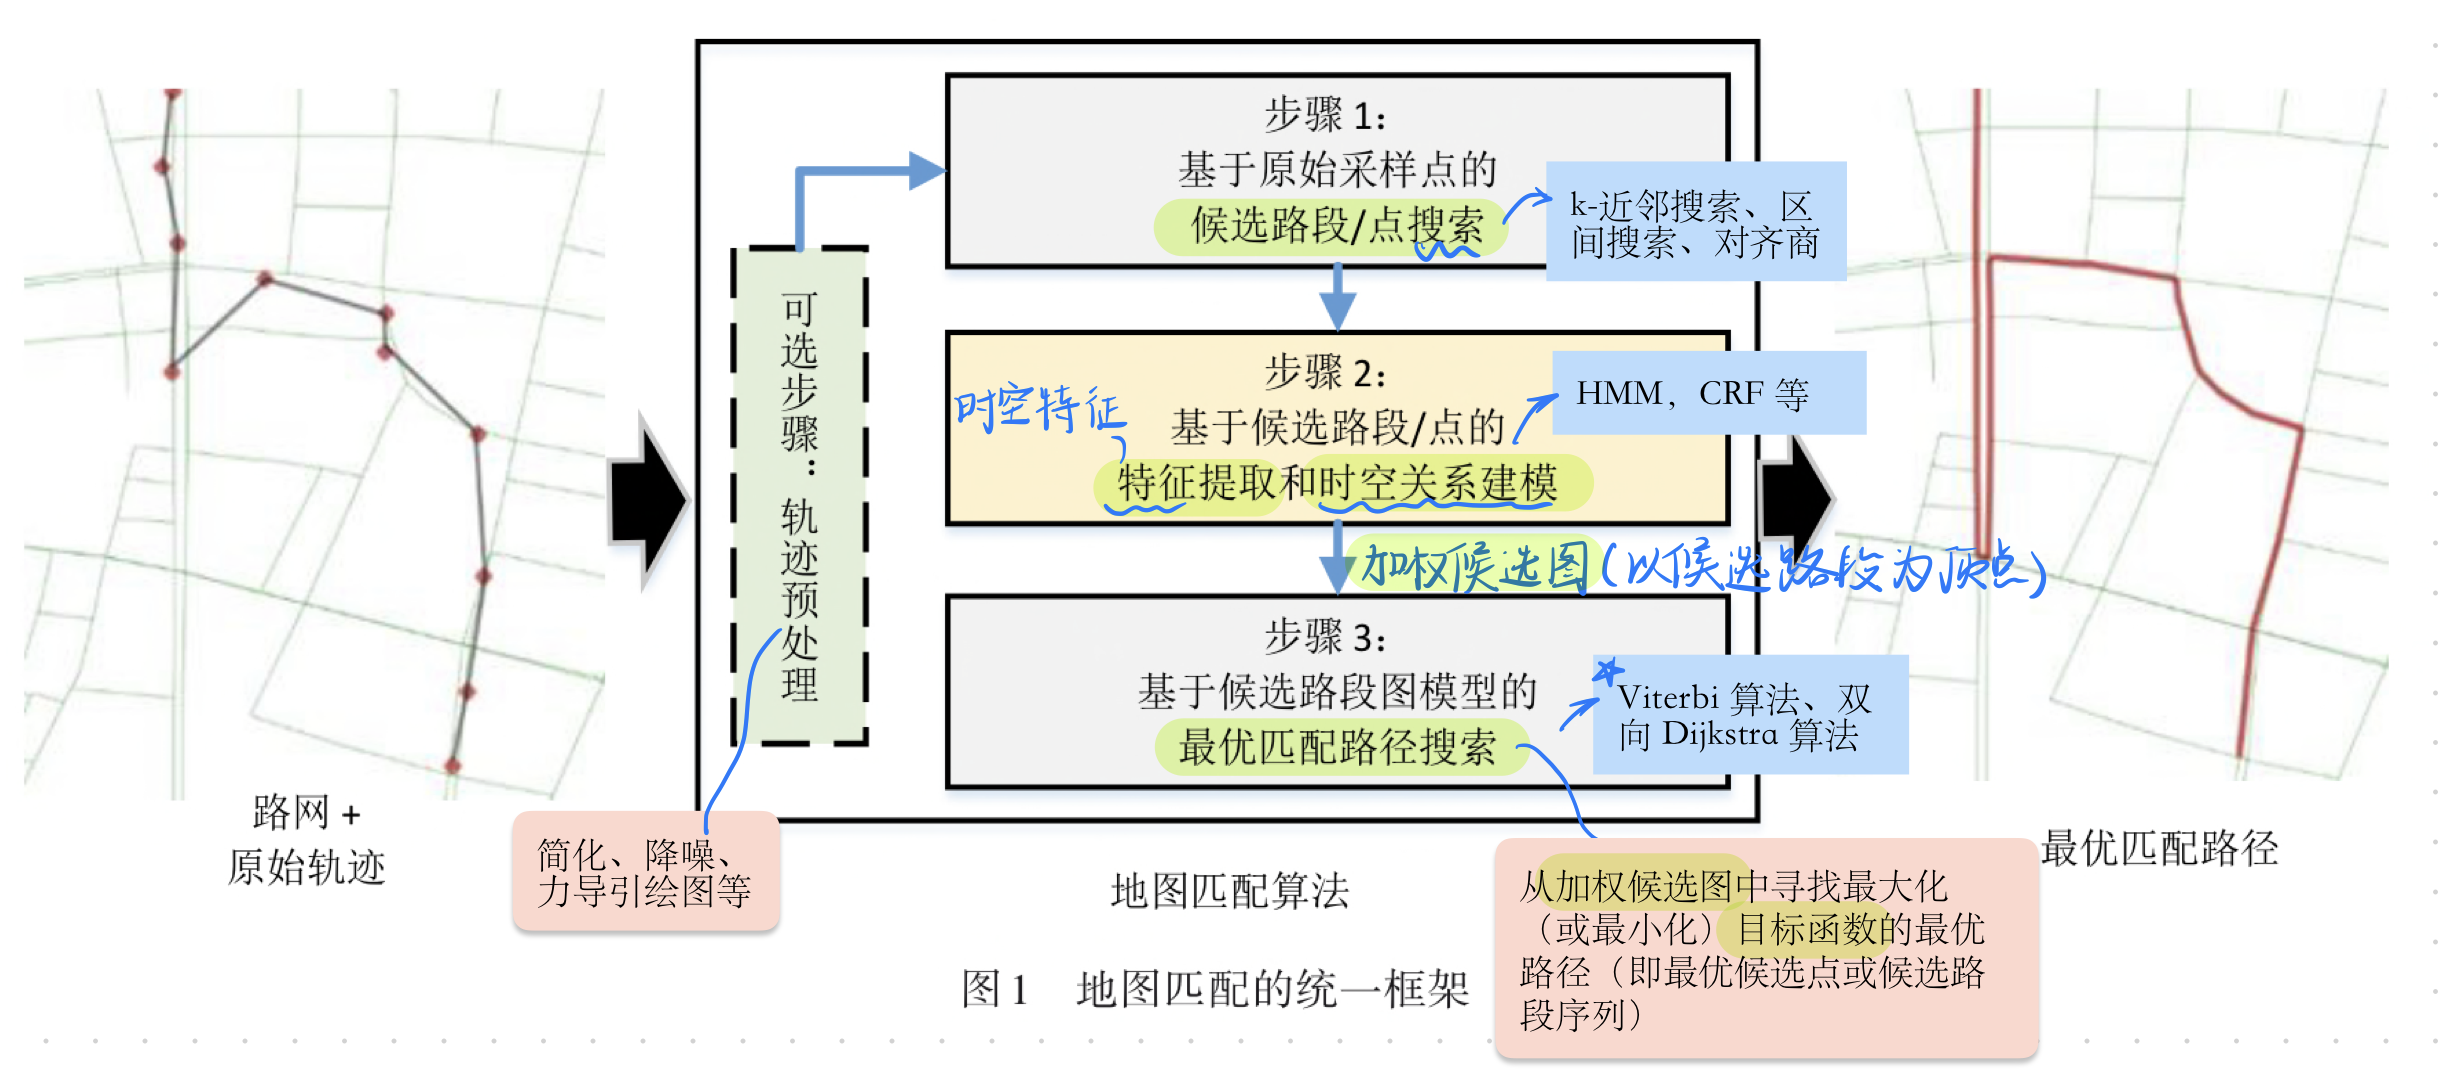 路网 +
原始轨迹
可选步骤：轨迹预处理
简化、降噪、
力导引绘图等
步骤 1：
基于原始采样点的
候选路段/点搜索
k-近邻搜索、区
间搜索、对齐商
时空特征
步骤 2：
基于候选路段/点的
特征提取和时空关系建模
HMM，CRF 等
加权候选图(以候选路段为顶点)
步骤 3：
基于候选路段图模型的
最优匹配路径搜索
Viterbi 算法、双
向 Dijkstra 算法
地图匹配算法
从加权候选图中寻找最大化
（或最小化）目标函数的最优
路径（即最优候选点或候选路
段序列）
最优匹配路径
图 1　地图匹配的统一框架